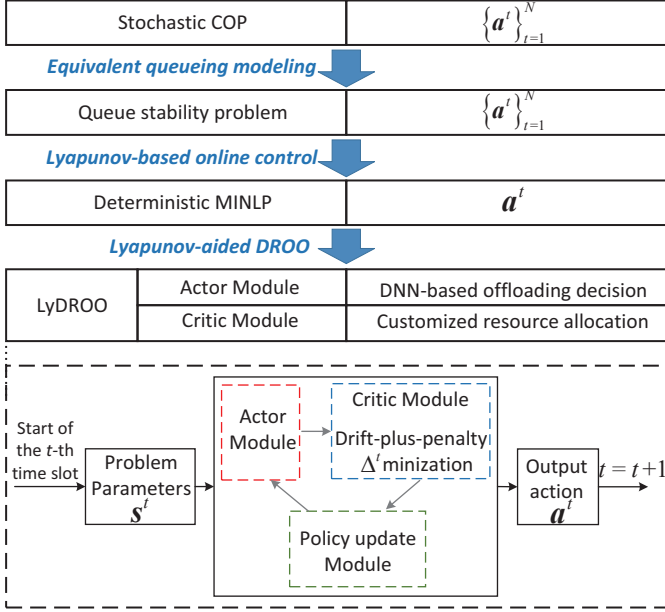 Stochastic COP
{a^t}_{t=1}^N
Equivalent queueing modeling
Queue stability problem
{a^t}_{t=1}^N
Lyapunov-based online control
Deterministic MINLP
a^t
Lyapunov-aided DROO
LyDROO
Actor Module
DNN-based offloading decision
Critic Module
Customized resource allocation
Start of
the t-th
time slot
Problem
Parameters
s^t
Actor
Module
Critic Module
Drift-plus-penalty
Δ^t minization
Policy update
Module
Output
action
a^t
t = t+1